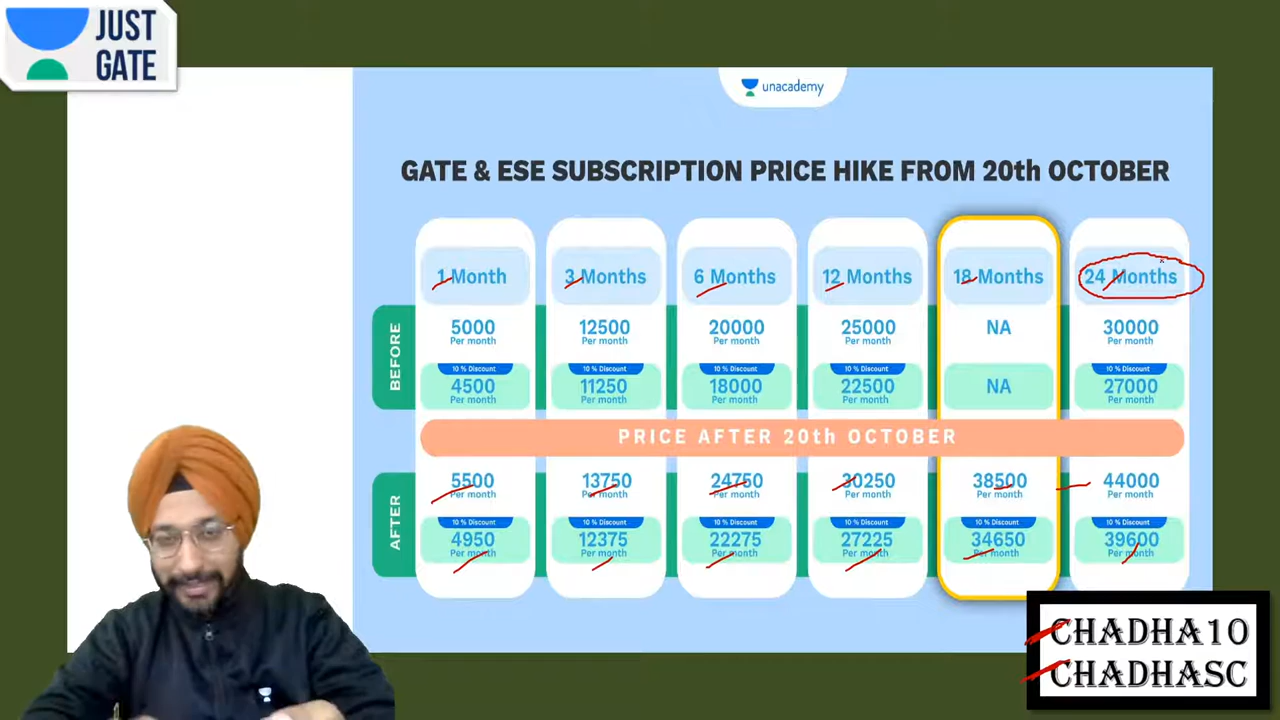 JUST
GATE
unacademy
GATE & ESE SUBSCRIPTION PRICE HIKE FROM 20th OCTOBER
1 Month 3 Months 6 Months 12 Months 18 Months 24 Months
BEFORE
5000 12500 20000 25000 NA 30000
Per month Per month Per month Per month Per month
10 % Discount 10 % Discount 10 % Discount 10 % Discount 10 % Discount
4500 11250 18000 22500 NA 27000
Per month Per month Per month Per month Per month
PRICE AFTER 20th OCTOBER
AFTER
5500 13750 24750 30250 38500 44000
Per month Per month Per month Per month Per month Per month
10 % Discount 10 % Discount 10 % Discount 10 % Discount 10 % Discount 10 % Discount
4950 12375 22275 27225 34650 39600
Per month Per month Per month Per month Per month Per month
CHADHA10
CHADHASC